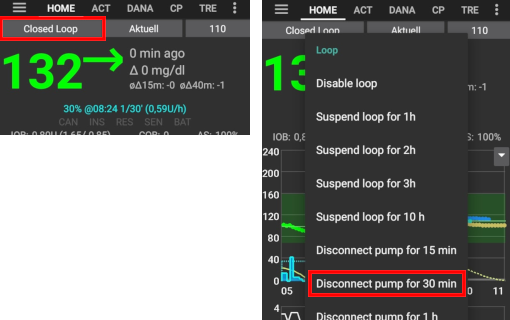 HOME ACT DANA CP TRE
Closed Loop Aktuell 110
132 0 min ago
Δ 0 mg/dl
øΔ15m: -0 øΔ40m: -1
30% @08:24 1/30' (0,59U/h)
CAN INS RES SEN BAT
IOB: 0,80U (1,65/ 0,85) COB: 0 AS: 100%
HOME ACT DANA CP TRE
Closed Loop Aktuell 110
Loop
Disable loop
Suspend loop for 1h
Suspend loop for 2h
Suspend loop for 3h
Suspend loop for 10 h
Disconnect pump for 15 min
Disconnect pump for 30 min
Disconnect pump for 1 h
13
m: -1
IOB: 0,8
S: 100%
240
200
160
120
80
40
0
05
0 11
4